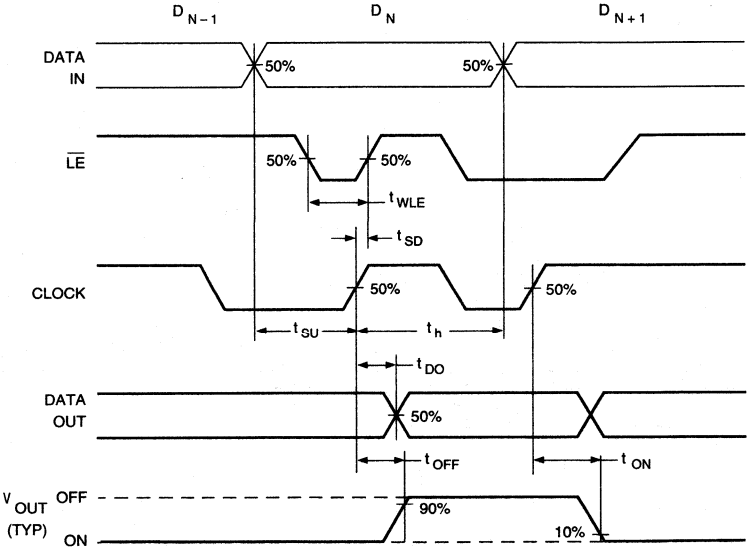 D N–1 D N D N+1
DATA IN 50% 50%
LE 50% 50%
t WLE
t SD
CLOCK 50% 50%
t SU t h
t DO
DATA OUT 50%
t OFF t ON
V OUT (TYP) OFF 90%
ON 10%